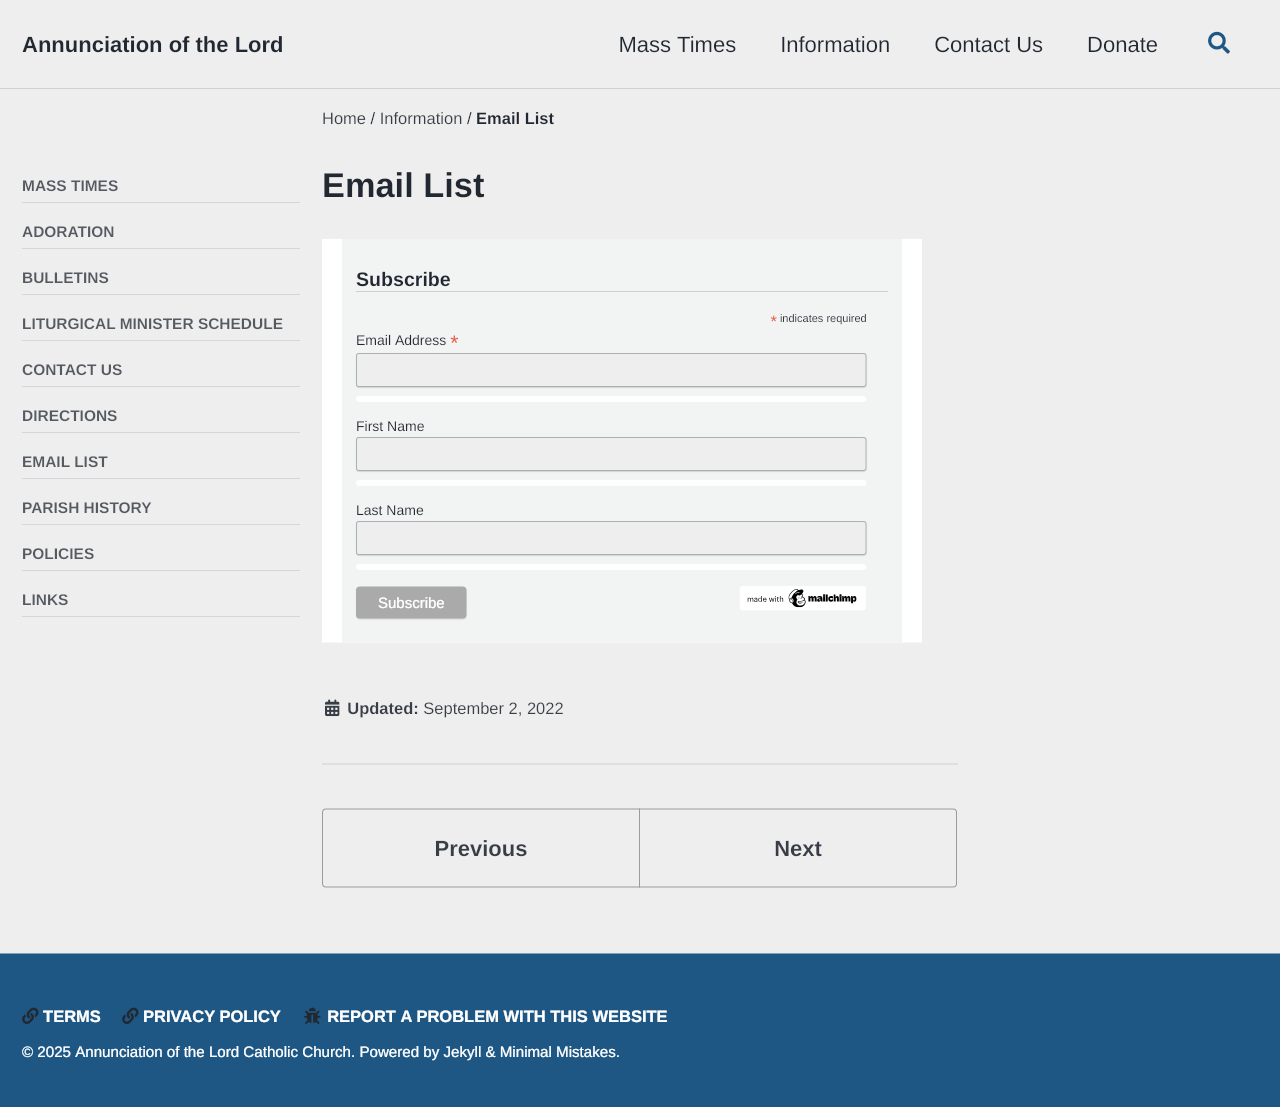 Annunciation of the Lord
Mass Times
Information
Contact Us
Donate
Home / Information / Email List
MASS TIMES
ADORATION
BULLETINS
LITURGICAL MINISTER SCHEDULE
CONTACT US
DIRECTIONS
EMAIL LIST
PARISH HISTORY
POLICIES
LINKS
Email List
Subscribe
* indicates required
Email Address *
First Name
Last Name
Subscribe
made with mailchimp
Updated: September 2, 2022
Previous
Next
TERMS
PRIVACY POLICY
REPORT A PROBLEM WITH THIS WEBSITE
© 2025 Annunciation of the Lord Catholic Church. Powered by Jekyll & Minimal Mistakes.